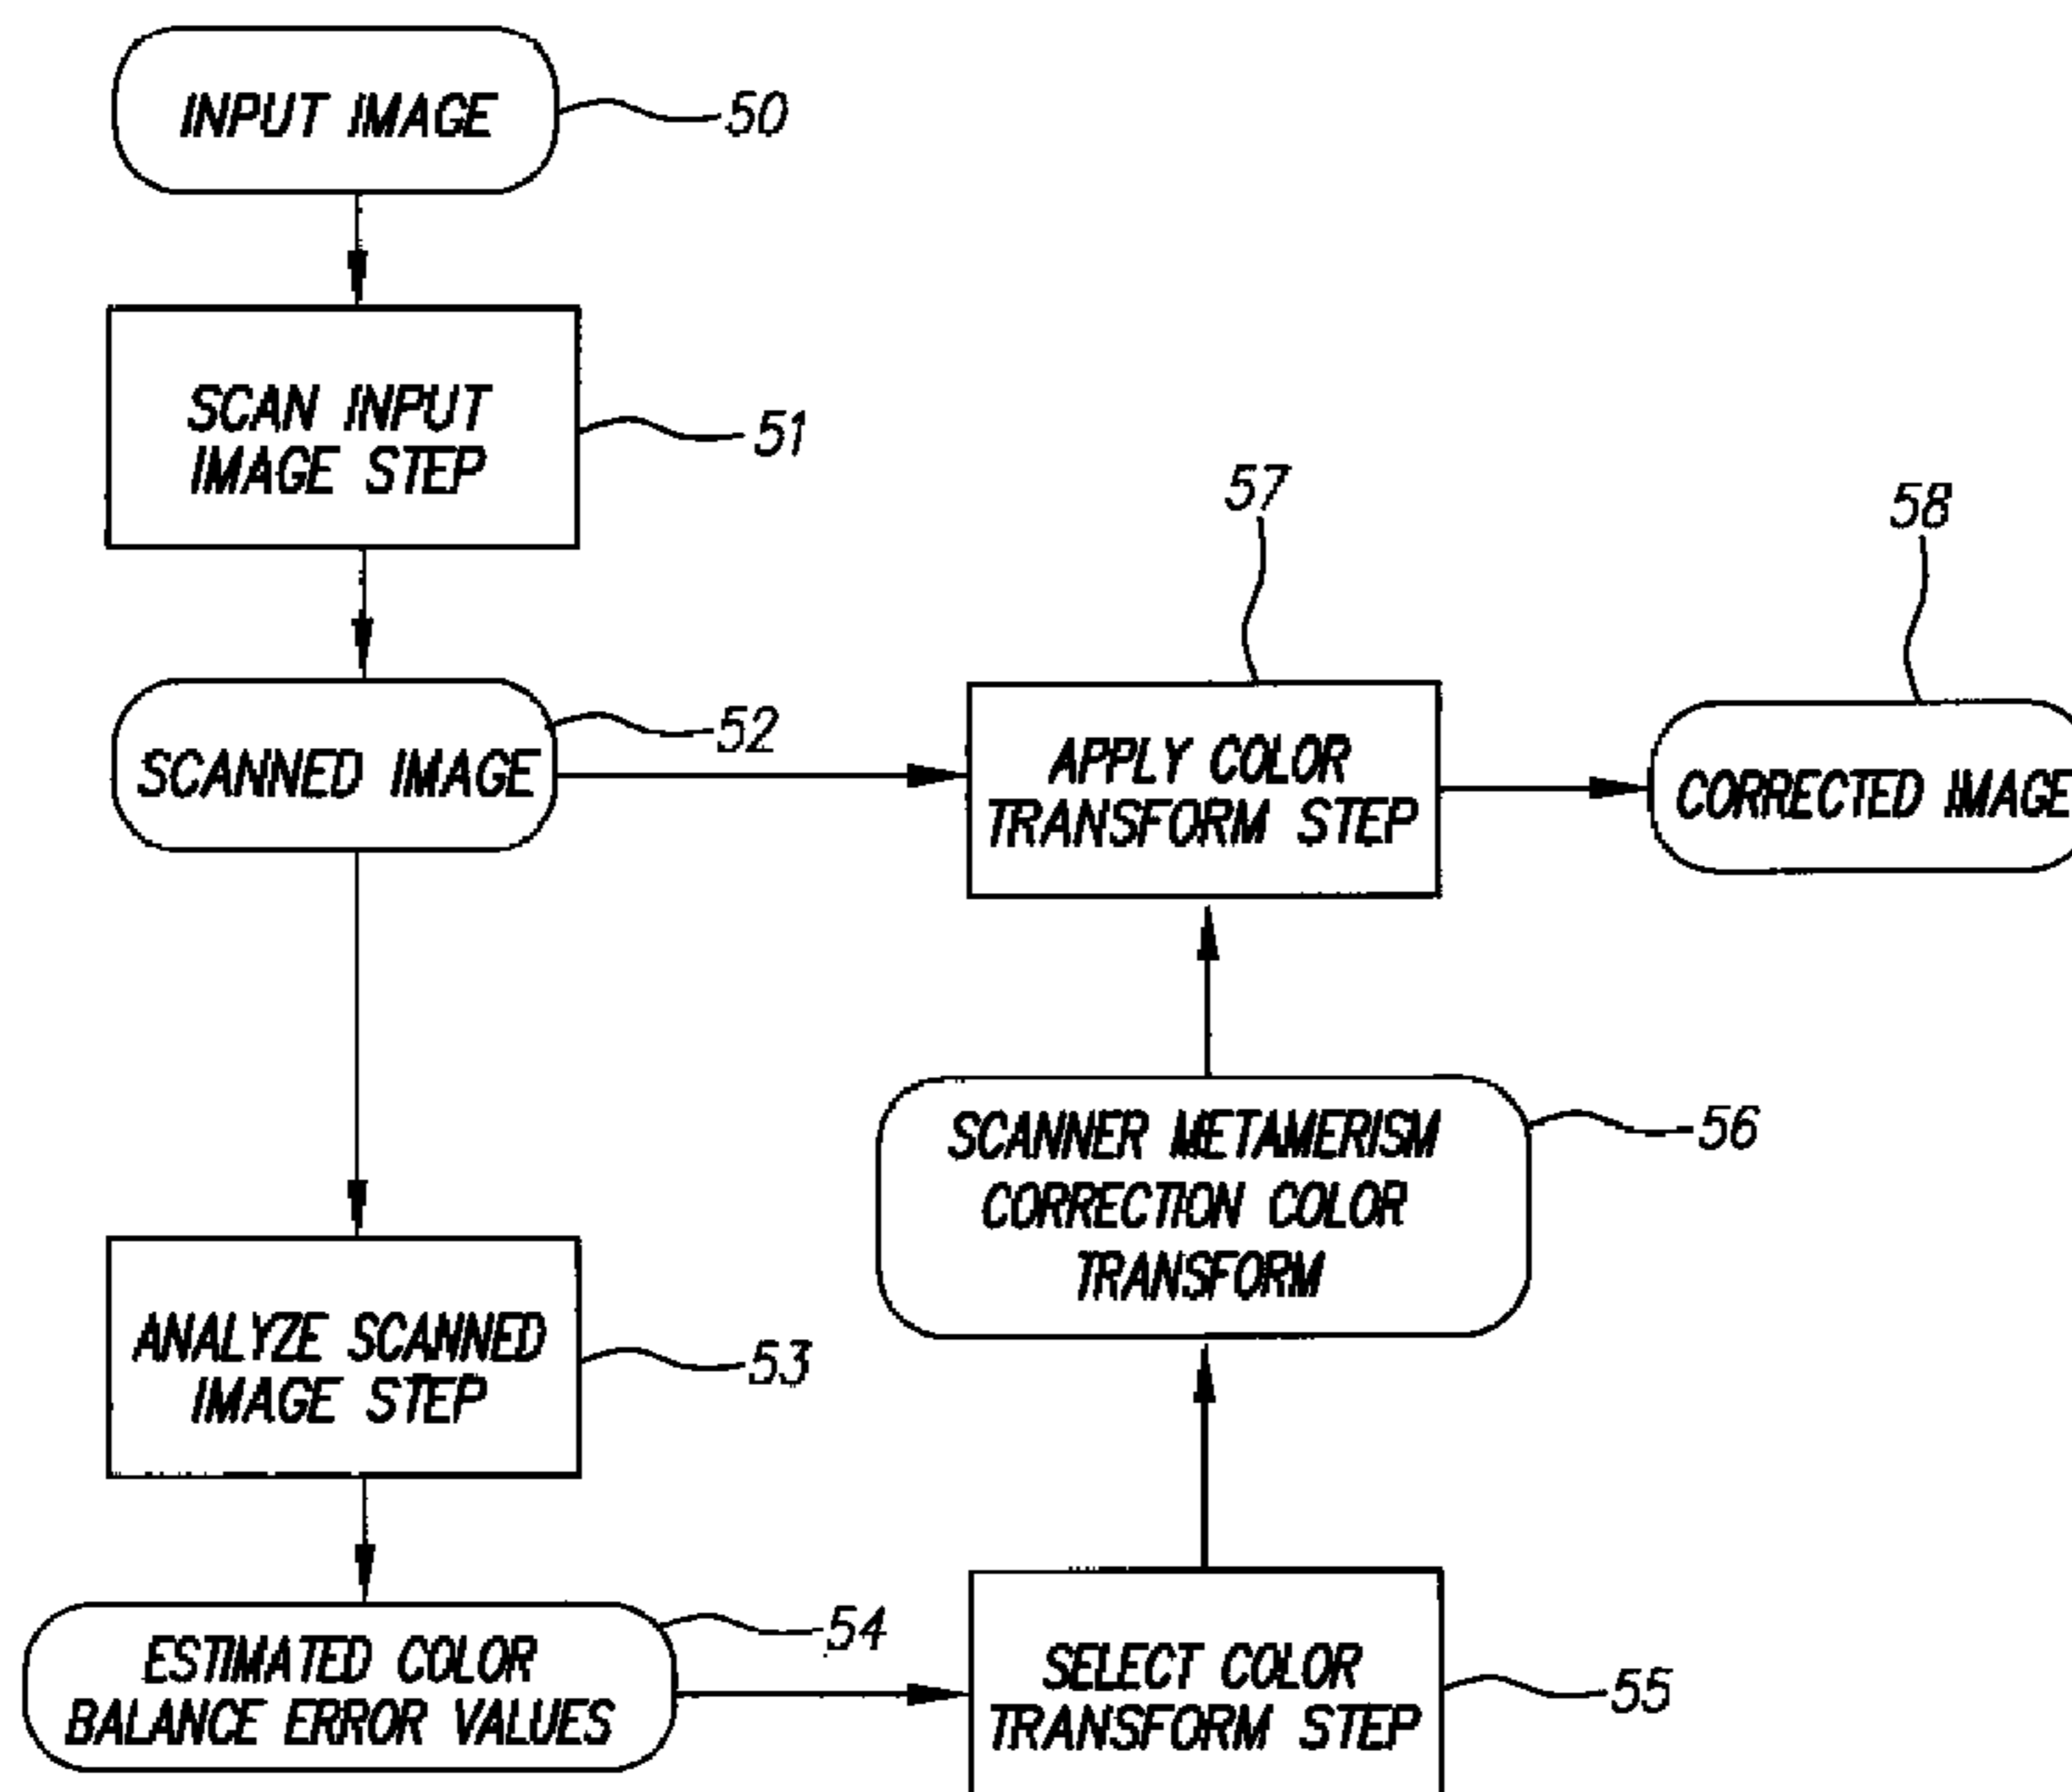 INPUT IMAGE
50
SCAN INPUT
IMAGE STEP
51
57
58
SCANNED IMAGE
52
APPLY COLOR
TRANSFORM STEP
CORRECTED IMAGE
SCANNER METAMERISM
CORRECTION COLOR
TRANSFORM
56
ANALYZE SCANNED
IMAGE STEP
53
ESTIMATED COLOR
BALANCE ERROR VALUES
54
SELECT COLOR
TRANSFORM STEP
55